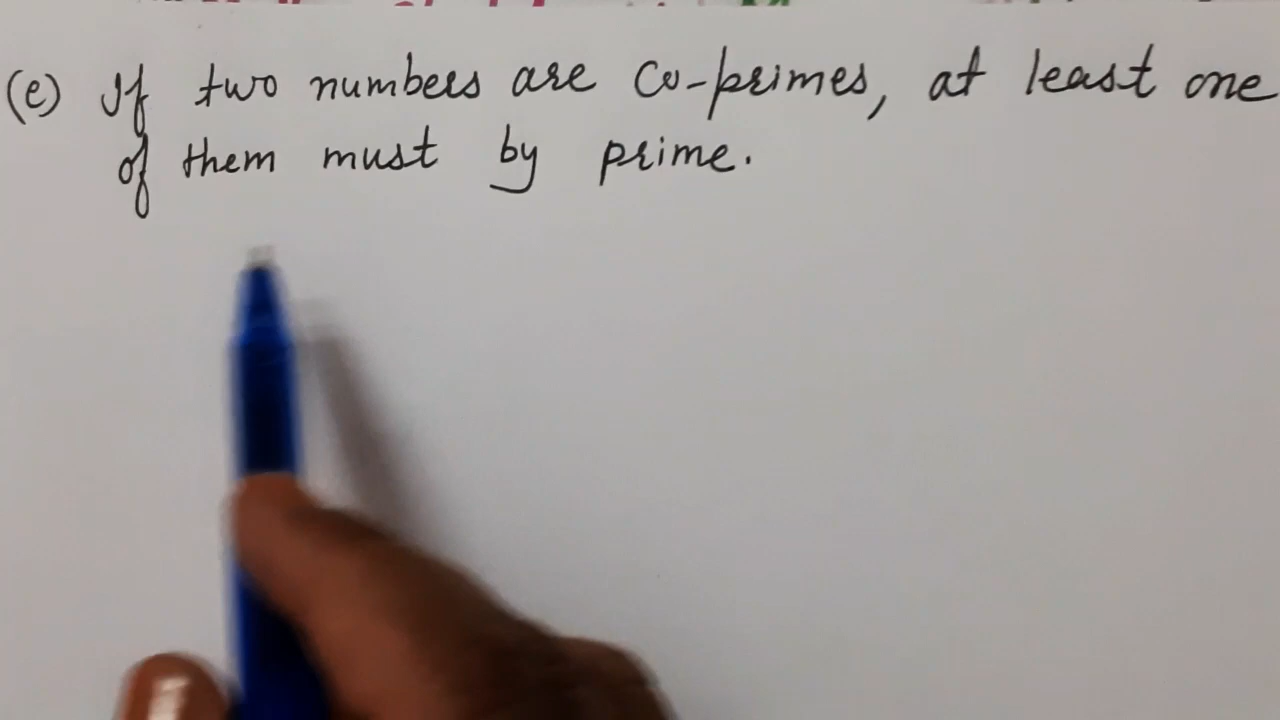 (e) If two numbers are Co-primes, at least one
of them must by prime.